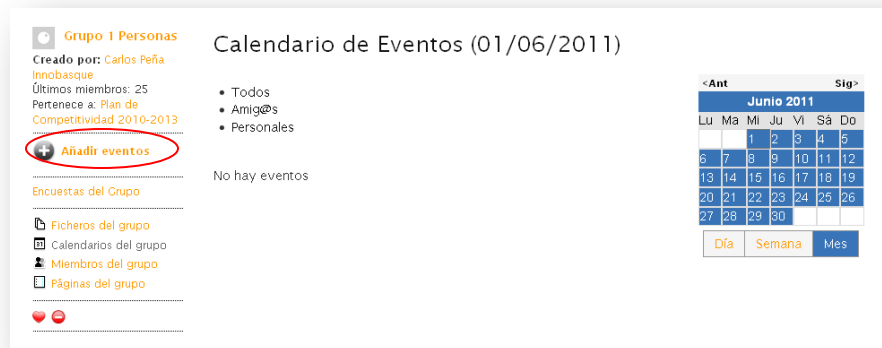 Grupo 1 Personas
Creado por: Carlos Peña
Innobasque
Últimos miembros: 25
Pertenece a: Plan de
Competitividad 2010-2013
Añadir eventos
Encuestas del Grupo
Ficheros del grupo
31 Calendarios del grupo
Miembros del grupo
Páginas del grupo
Calendario de Eventos (01/06/2011)
• Todos
• Amig@s
• Personales
No hay eventos
<Ant Sig>
Junio 2011
Lu Ma Mi Ju Vi Sá Do
1 2 3 4 5
6 7 8 9 10 11 12
13 14 15 16 17 18 19
20 21 22 23 24 25 26
27 28 29 30
Día Semana Mes